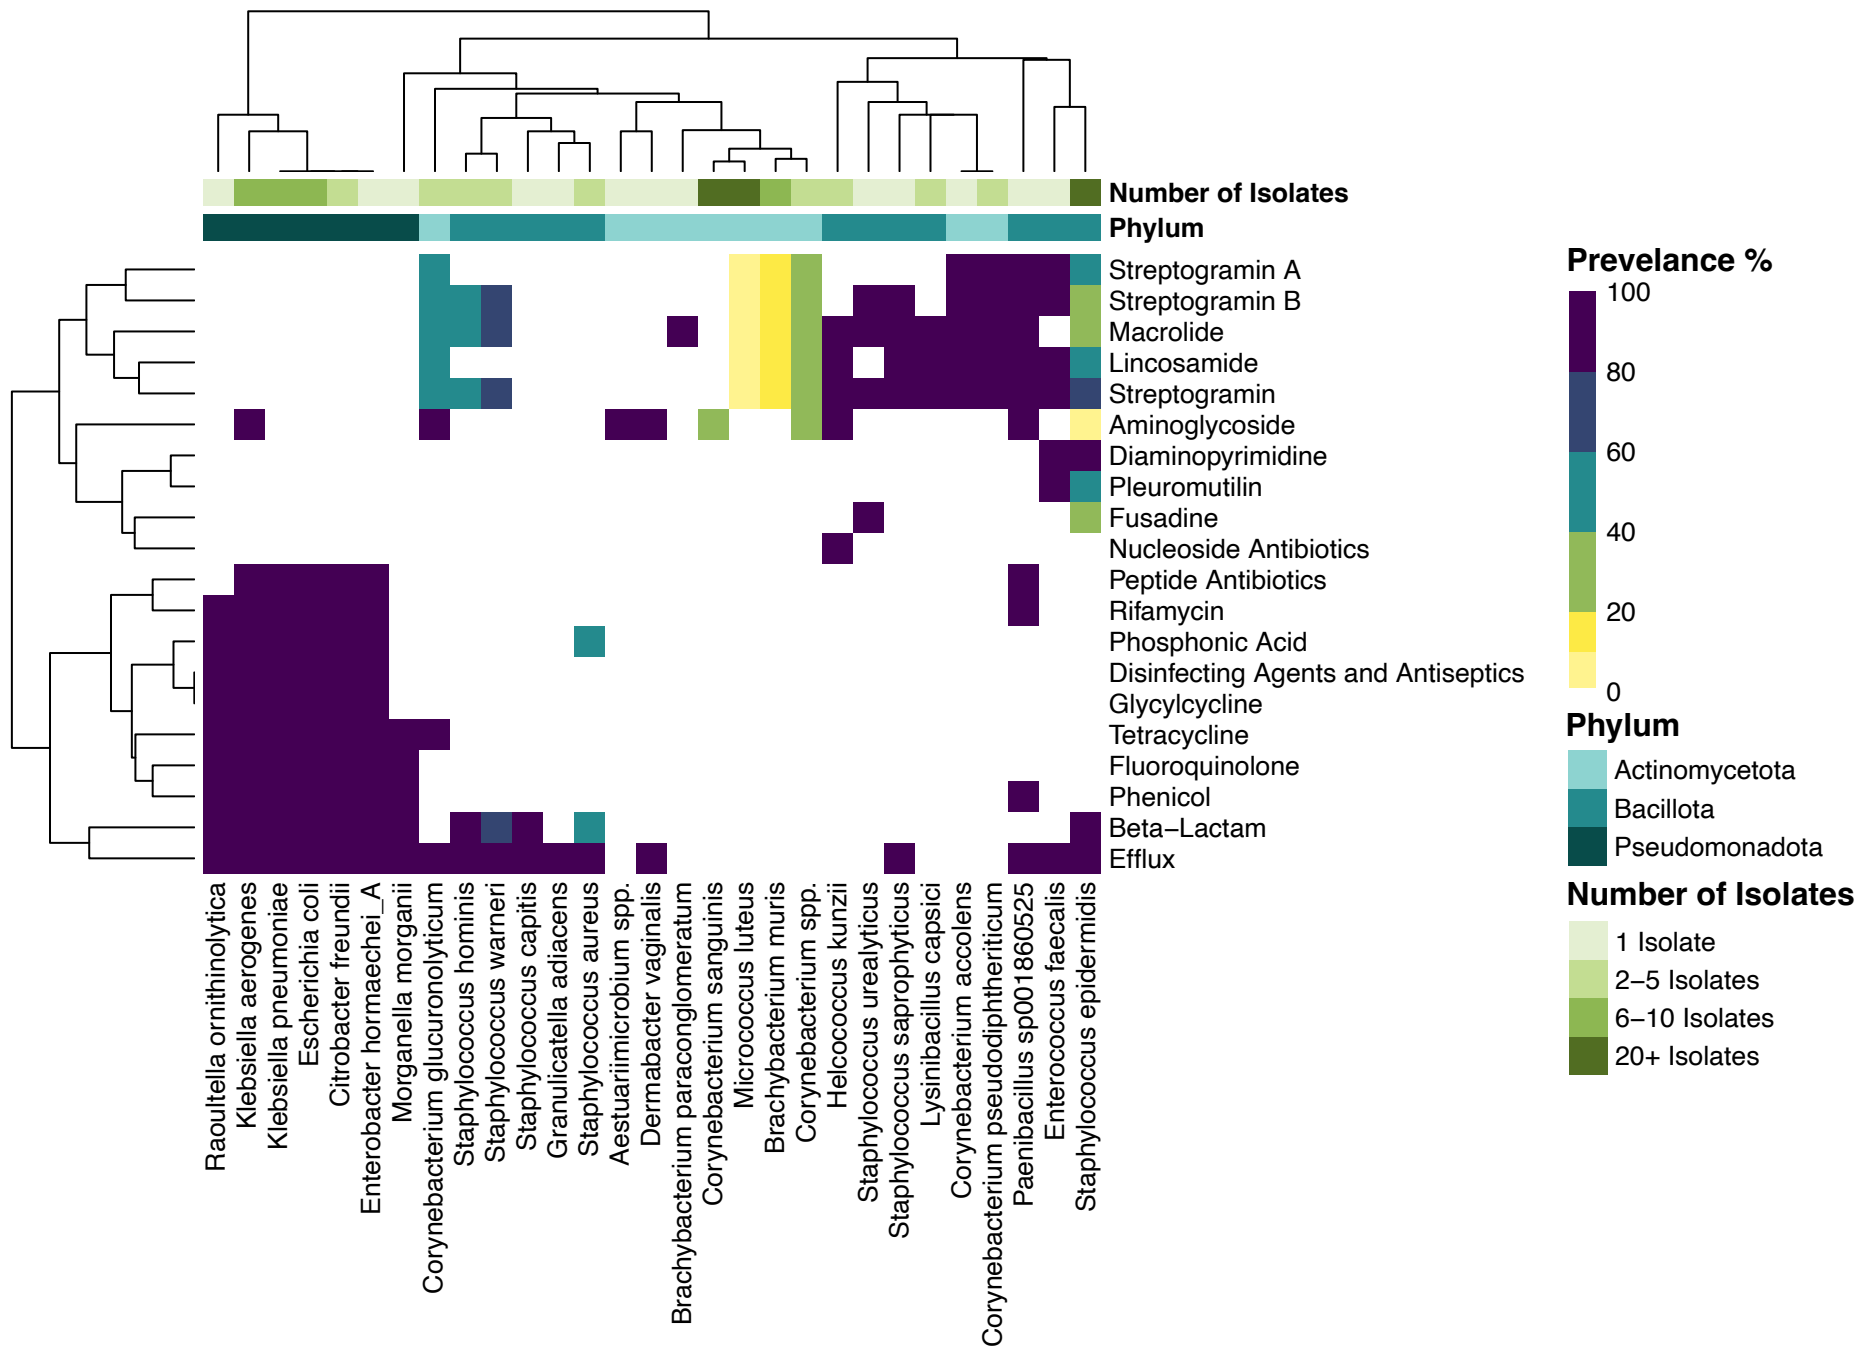 Number of Isolates
Phylum
Streptogramin A
Streptogramin B
Macrolide
Lincosamide
Streptogramin
Aminoglycoside
Diaminopyrimidine
Pleuromutilin
Fusadine
Nucleoside Antibiotics
Peptide Antibiotics
Rifamycin
Phosphonic Acid
Disinfecting Agents and Antiseptics
Glycylcycline
Tetracycline
Fluoroquinolone
Phenicol
Beta−Lactam
Efflux
Raoultella ornithinolytica
Klebsiella aerogenes
Klebsiella pneumoniae
Escherichia coli
Citrobacter freundii
Enterobacter hormaechei_A
Morganella morganii
Corynebacterium glucuronolyticum
Staphylococcus hominis
Staphylococcus warneri
Staphylococcus capitis
Granulicatella adiacens
Staphylococcus aureus
Aestuariimicrobium spp.
Dermabacter vaginalis
Brachybacterium paraconglomeratum
Corynebacterium sanguinis
Micrococcus luteus
Brachybacterium muris
Corynebacterium spp.
Helcococcus kunzii
Staphylococcus urealyticus
Staphylococcus saprophyticus
Lysinibacillus capsici
Corynebacterium accolens
Corynebacterium pseudodiphtheriticum
Paenibacillus sp001860525
Enterococcus faecalis
Staphylococcus epidermidis
Prevelance %
100
80
60
40
20
0
Phylum
Actinomycetota
Bacillota
Pseudomonadota
Number of Isolates
1 Isolate
2−5 Isolates
6−10 Isolates
20+ Isolates